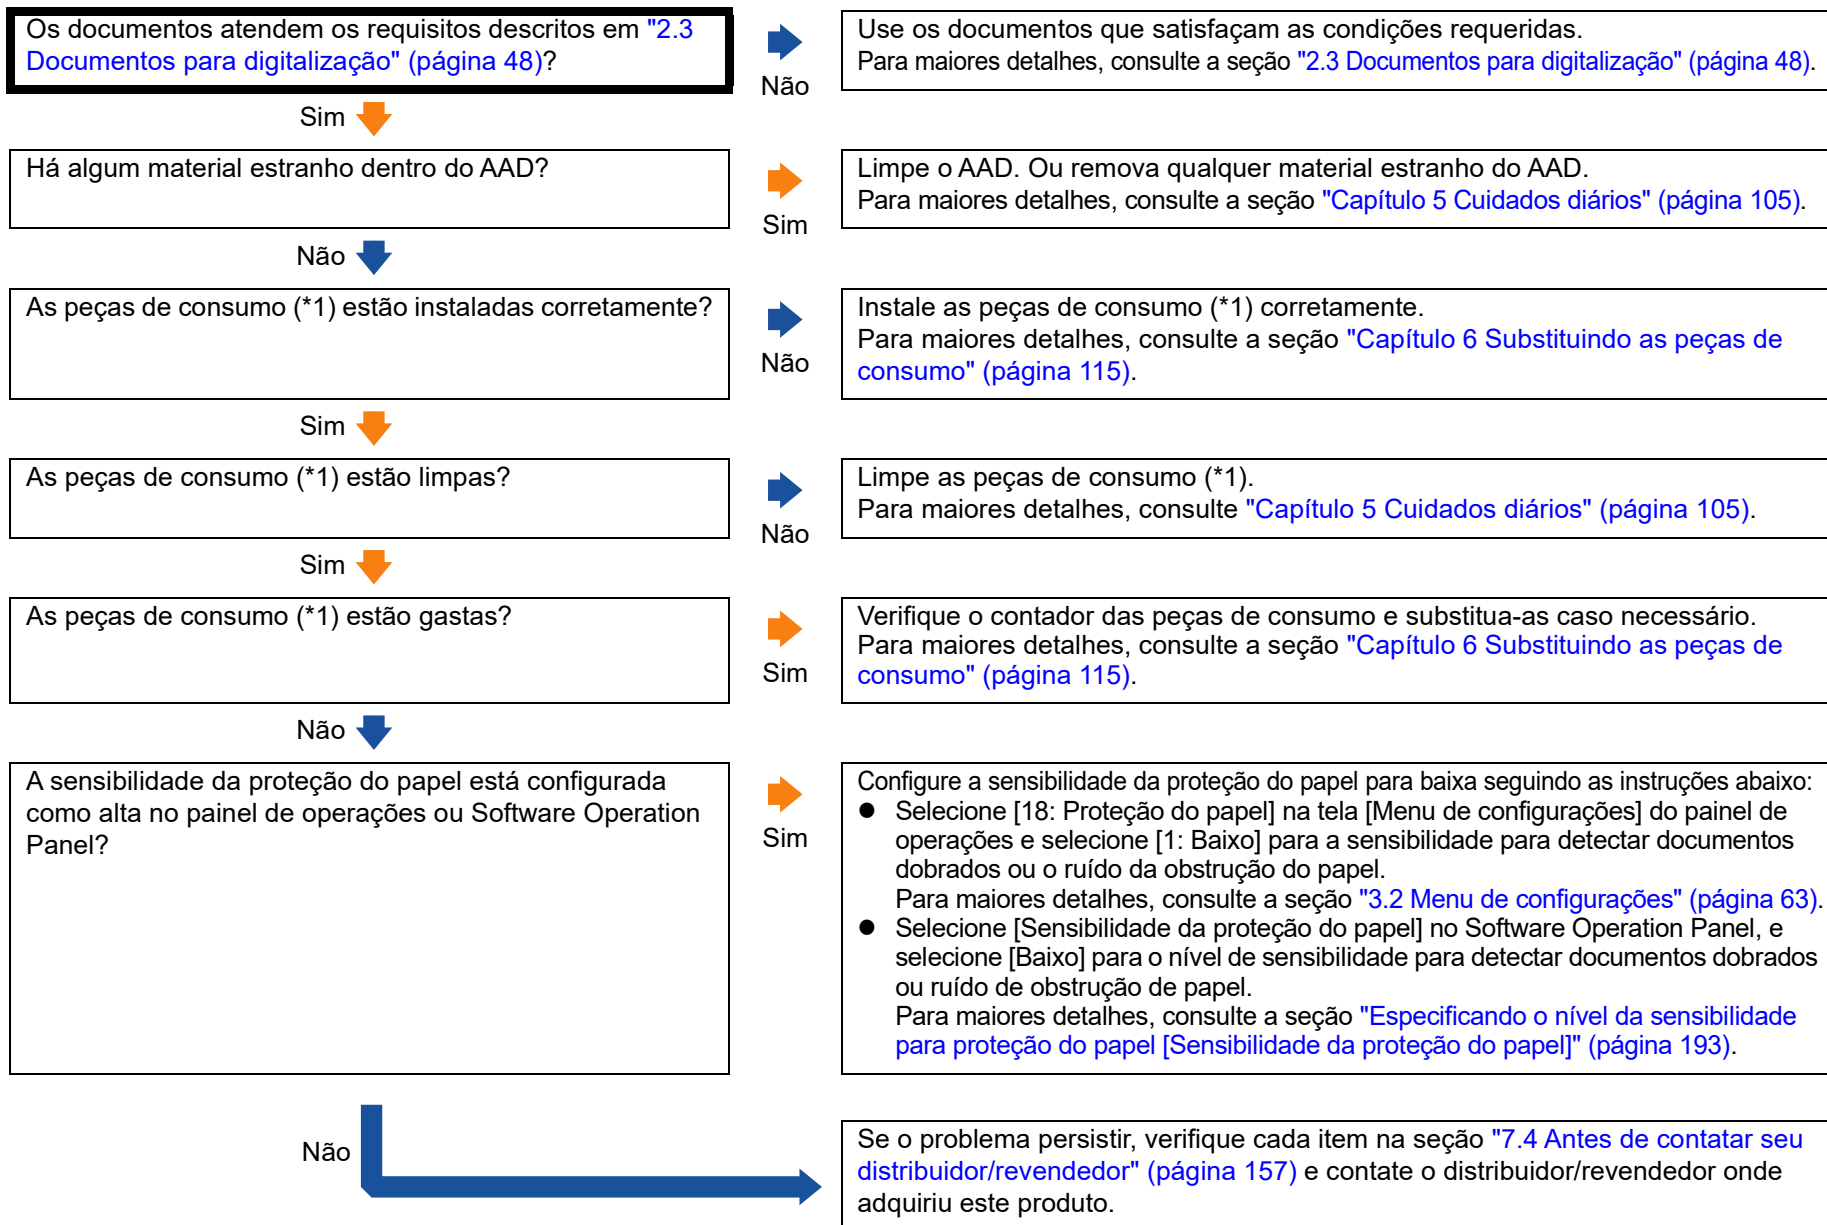 Os documentos atendem os requisitos descritos em "2.3
Documentos para digitalização" (página 48)?
Não
Use os documentos que satisfaçam as condições requeridas.
Para maiores detalhes, consulte a seção "2.3 Documentos para digitalização" (página 48).
Sim
Há algum material estranho dentro do AAD?
Sim
Limpe o AAD. Ou remova qualquer material estranho do AAD.
Para maiores detalhes, consulte a seção "Capítulo 5 Cuidados diários" (página 105).
Não
As peças de consumo (*1) estão instaladas corretamente?
Não
Instale as peças de consumo (*1) corretamente.
Para maiores detalhes, consulte a seção "Capítulo 6 Substituindo as peças de
consumo" (página 115).
Sim
As peças de consumo (*1) estão limpas?
Não
Limpe as peças de consumo (*1).
Para maiores detalhes, consulte "Capítulo 5 Cuidados diários" (página 105).
Sim
As peças de consumo (*1) estão gastas?
Sim
Verifique o contador das peças de consumo e substitua-as caso necessário.
Para maiores detalhes, consulte a seção "Capítulo 6 Substituindo as peças de
consumo" (página 115).
Não
A sensibilidade da proteção do papel está configurada
como alta no painel de operações ou Software Operation
Panel?
Sim
Configure a sensibilidade da proteção do papel para baixa seguindo as instruções abaixo:
● Selecione [18: Proteção do papel] na tela [Menu de configurações] do painel de
operações e selecione [1: Baixo] para a sensibilidade para detectar documentos
dobrados ou o ruído da obstrução do papel.
Para maiores detalhes, consulte a seção "3.2 Menu de configurações" (página 63).
● Selecione [Sensibilidade da proteção do papel] no Software Operation Panel, e
selecione [Baixo] para o nível de sensibilidade para detectar documentos dobrados
ou ruído de obstrução de papel.
Para maiores detalhes, consulte a seção "Especificando o nível da sensibilidade
para proteção do papel [Sensibilidade da proteção do papel]" (página 193).
Não
Se o problema persistir, verifique cada item na seção "7.4 Antes de contatar seu
distribuidor/revendedor" (página 157) e contate o distribuidor/revendedor onde
adquiriu este produto.